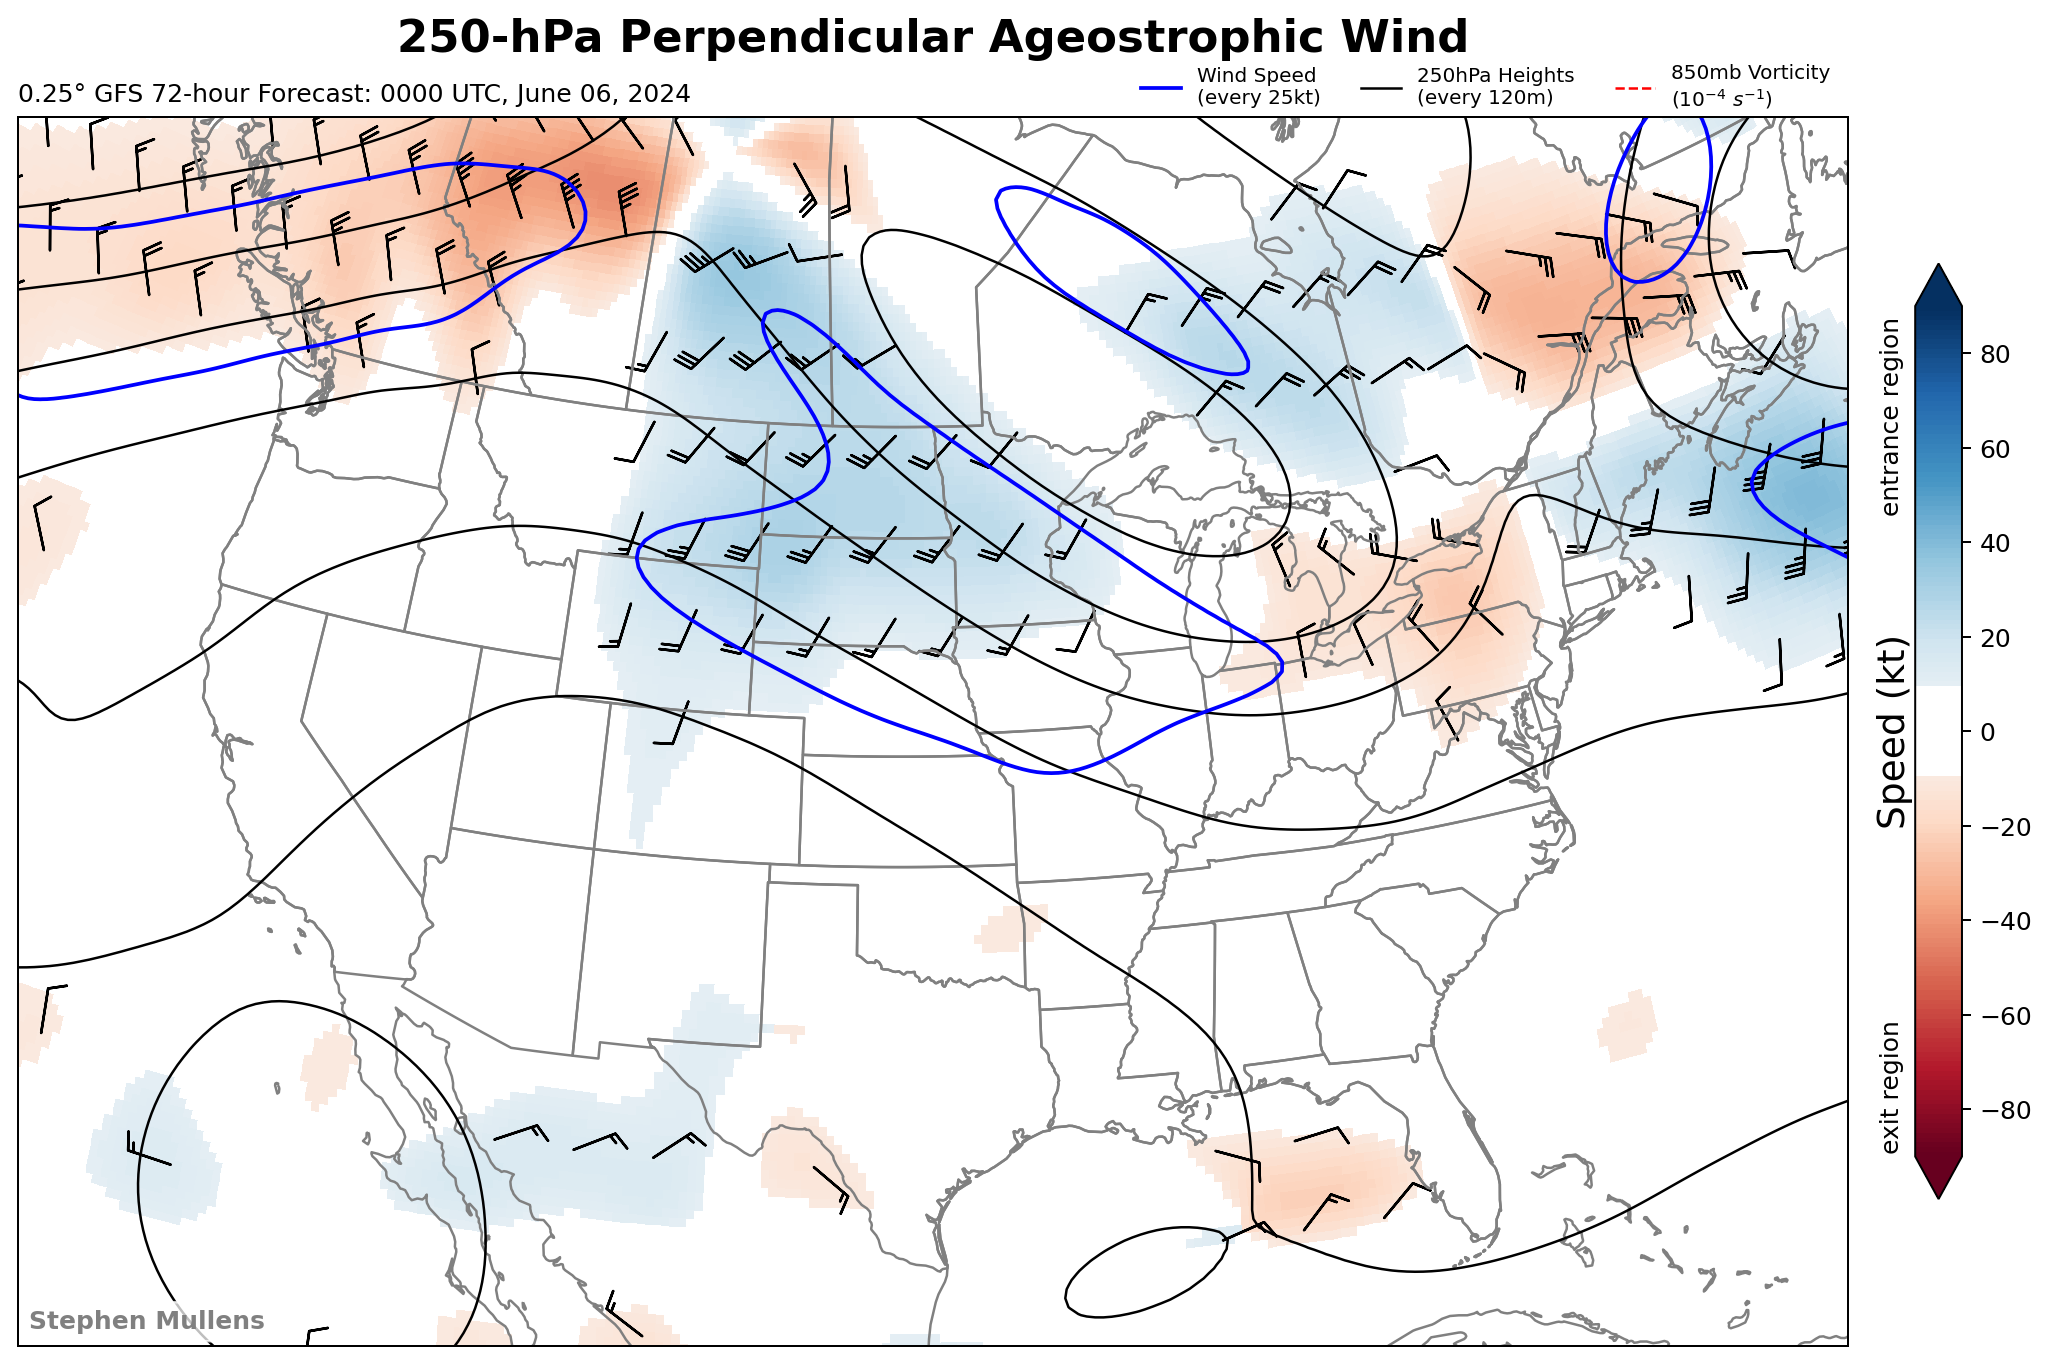 250-hPa Perpendicular Ageostrophic Wind
0.25° GFS 72-hour Forecast: 0000 UTC, June 06, 2024
Wind Speed
(every 25kt)
250hPa Heights
(every 120m)
850mb Vorticity
(10⁻⁴ s⁻¹)
entrance region
Speed (kt)
exit region
80
60
40
20
0
−20
−40
−60
−80
Stephen Mullens